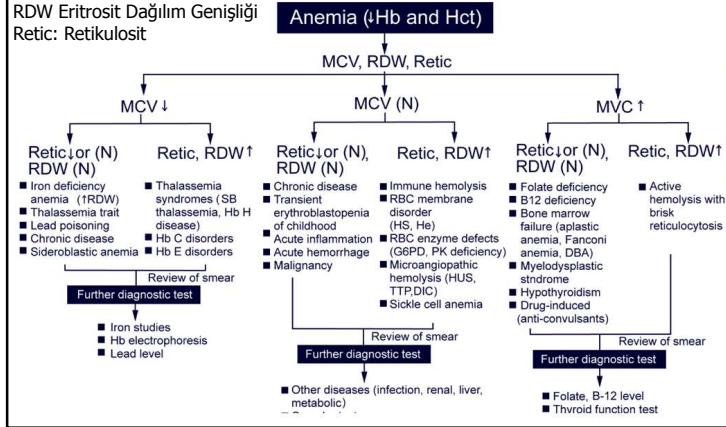 RDW Eritrosit Dağılım Genişliği
Retic: Retikulosit
Anemia (↓Hb and Hct)
MCV, RDW, Retic
MCV↓
Retic↓or (N)
RDW (N)
■ Iron deficiency
anemia (↑RDW)
■ Thalassemia trait
■ Lead poisoning
■ Chronic disease
■ Sideroblastic anemia
Retic, RDW↑
■ Thalassemia
syndromes (SB
thalassemia, Hb H
disease)
■ Hb C disorders
■ Hb E disorders
Review of smear
Further diagnostic test
■ Iron studies
■ Hb electrophoresis
■ Lead level
MCV (N)
Retic↓or (N),
RDW (N)
■ Chronic disease
■ Transient
erythroblastopenia
of childhood
■ Acute inflammation
■ Acute hemorrhage
■ Malignancy
Retic, RDW↑
■ Immune hemolysis
■ RBC membrane
disorder
(HS, He)
■ RBC enzyme defects
(G6PD, PK deficiency)
■ Microangiopathic
hemolysis (HUS,
TTP,DIC)
■ Sickle cell anemia
Review of smear
Further diagnostic test
■ Other diseases (infection, renal, liver,
metabolic)
MVC ↑
Retic↓or (N),
RDW (N)
■ Folate deficiency
■ B12 deficiency
■ Bone marrow
failure (aplastic
anemia, Fanconi
anemia, DBA)
■ Myelodysplastic
stndrome
■ Hypothyroidism
■ Drug-induced
(anti-convulsants)
Retic, RDW↑
■ Active
hemolysis with
brisk
reticulocytosis
Review of smear
Further diagnostic test
■ Folate, B-12 level
■ Thvroid function test